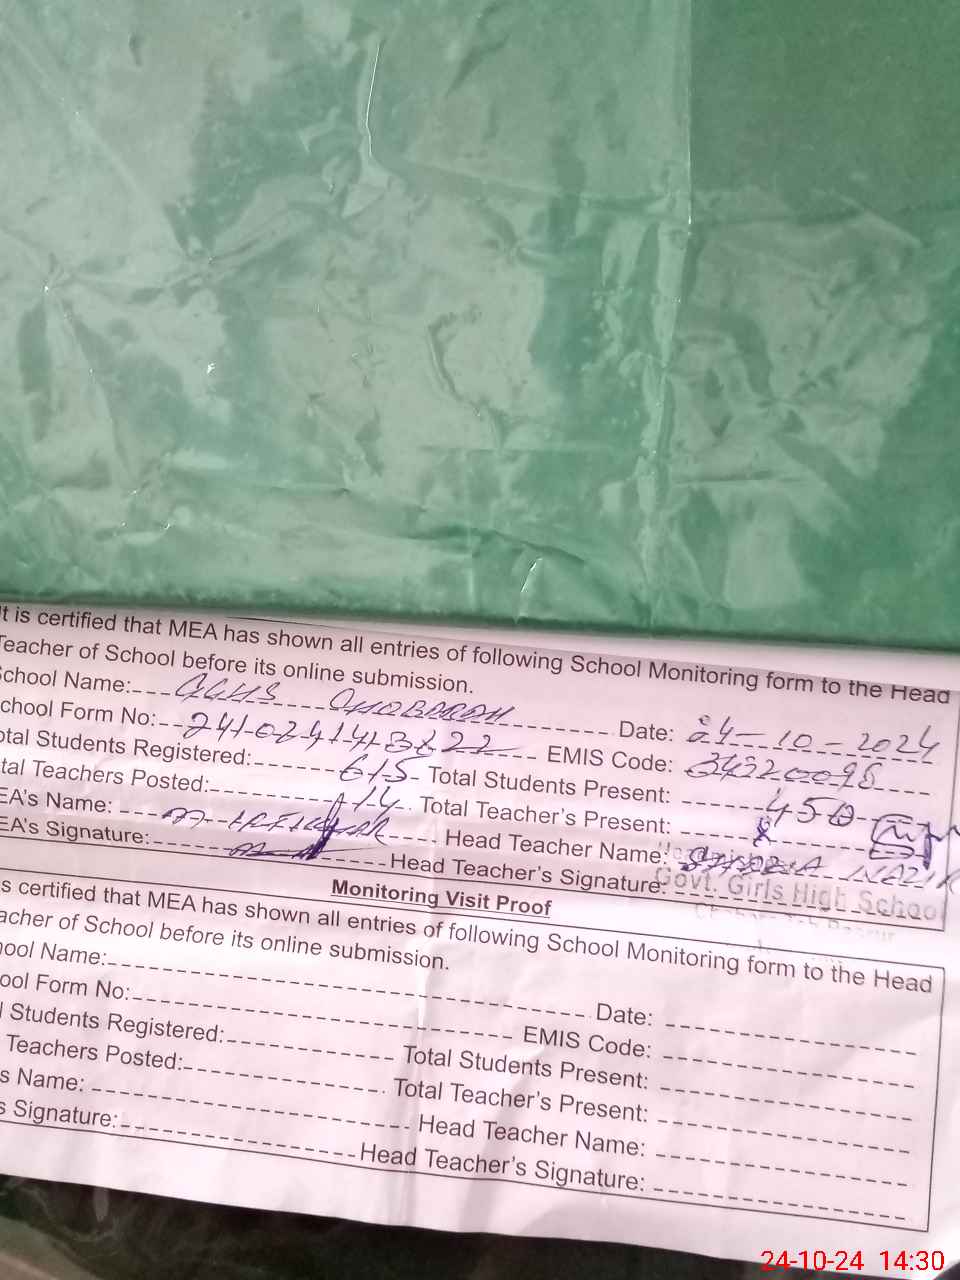 It is certified that MEA has shown all entries of following School Monitoring form to the Head
Teacher of School before its online submission.
School Name: GGHS CHOBARAH Date: 24-10-2024
School Form No: EMIS Code:
Total Students Registered: 615 Total Students Present: 450
Total Teachers Posted: 14 Total Teacher's Present:
MEA's Name: Head Teacher Name: NAZIR
MEA's Signature: Head Teacher's Signature:
Govt. Girls High School
Monitoring Visit Proof
is certified that MEA has shown all entries of following School Monitoring form to the Head
eacher of School before its online submission.
hool Name: Date:
ool Form No: EMIS Code:
l Students Registered: Total Students Present:
Teachers Posted: Total Teacher's Present:
s Name: Head Teacher Name:
s Signature: Head Teacher's Signature:
24-10-24 14:30